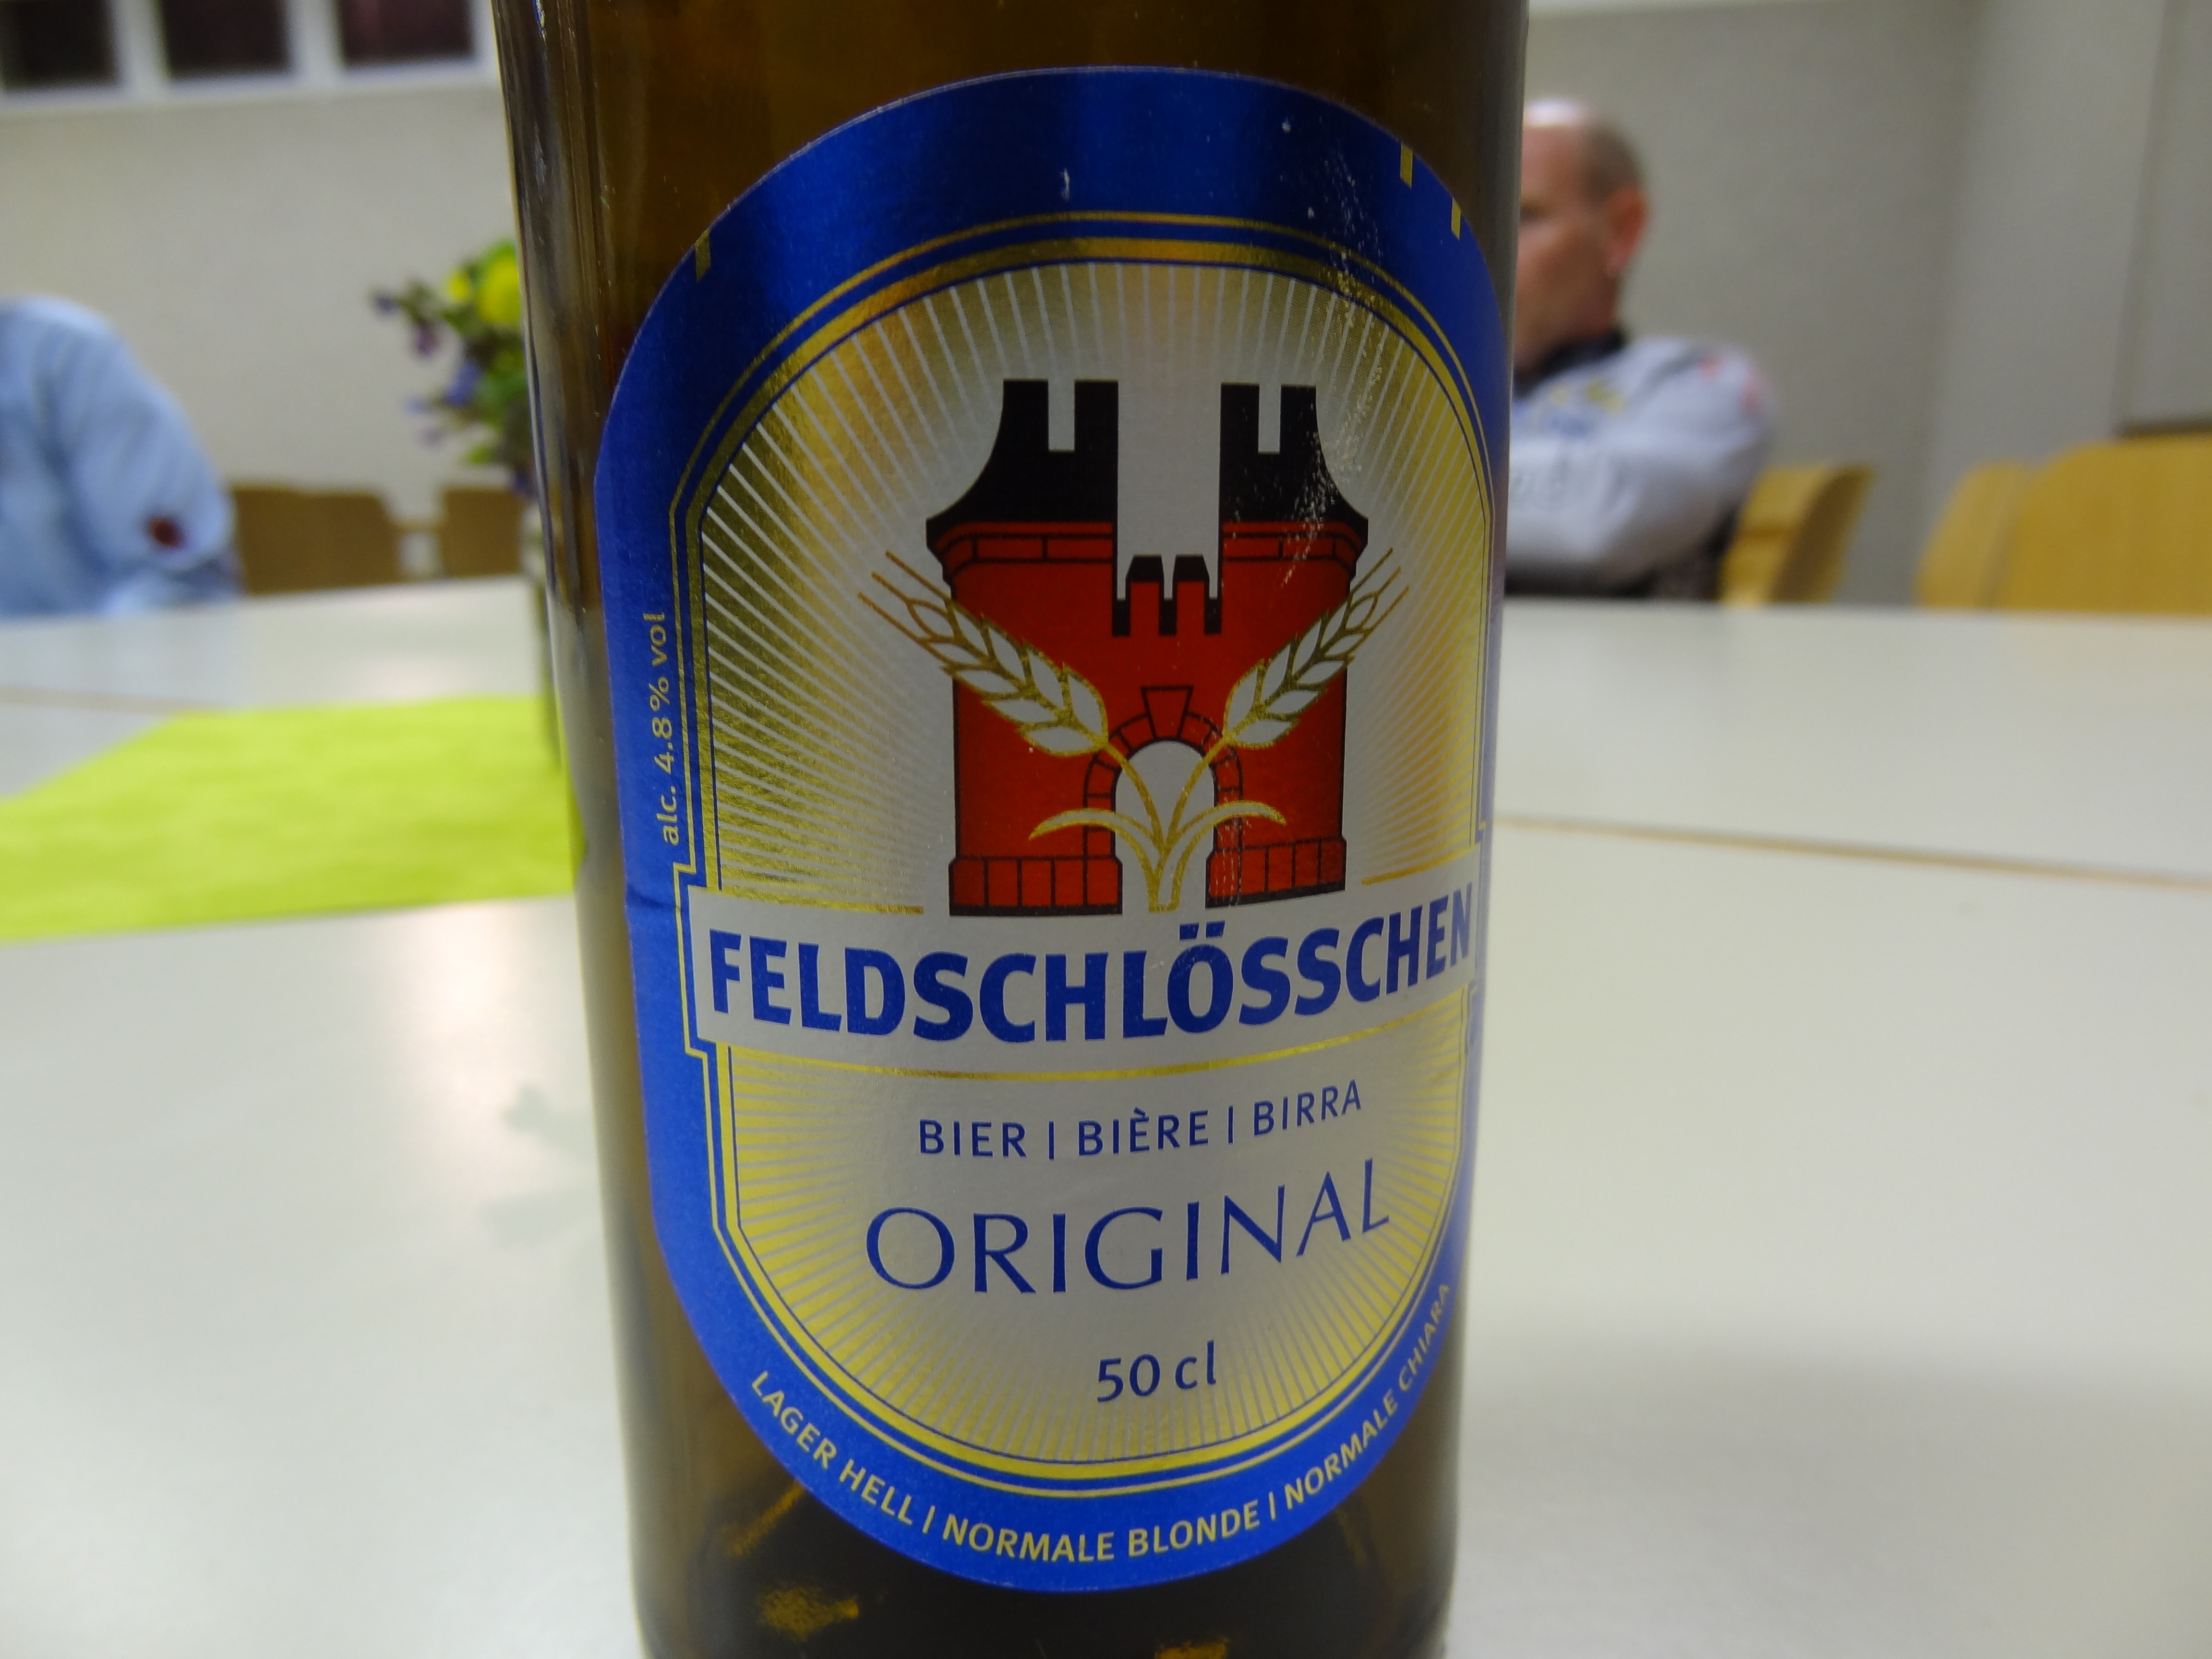 alc. 4.8% vol
FELDSCHLÖSSCHEN
BIER | BIÈRE | BIRRA
ORIGINAL
50 cl
LAGER HELL | NORMALE BLONDE | NORMALE CHIARA